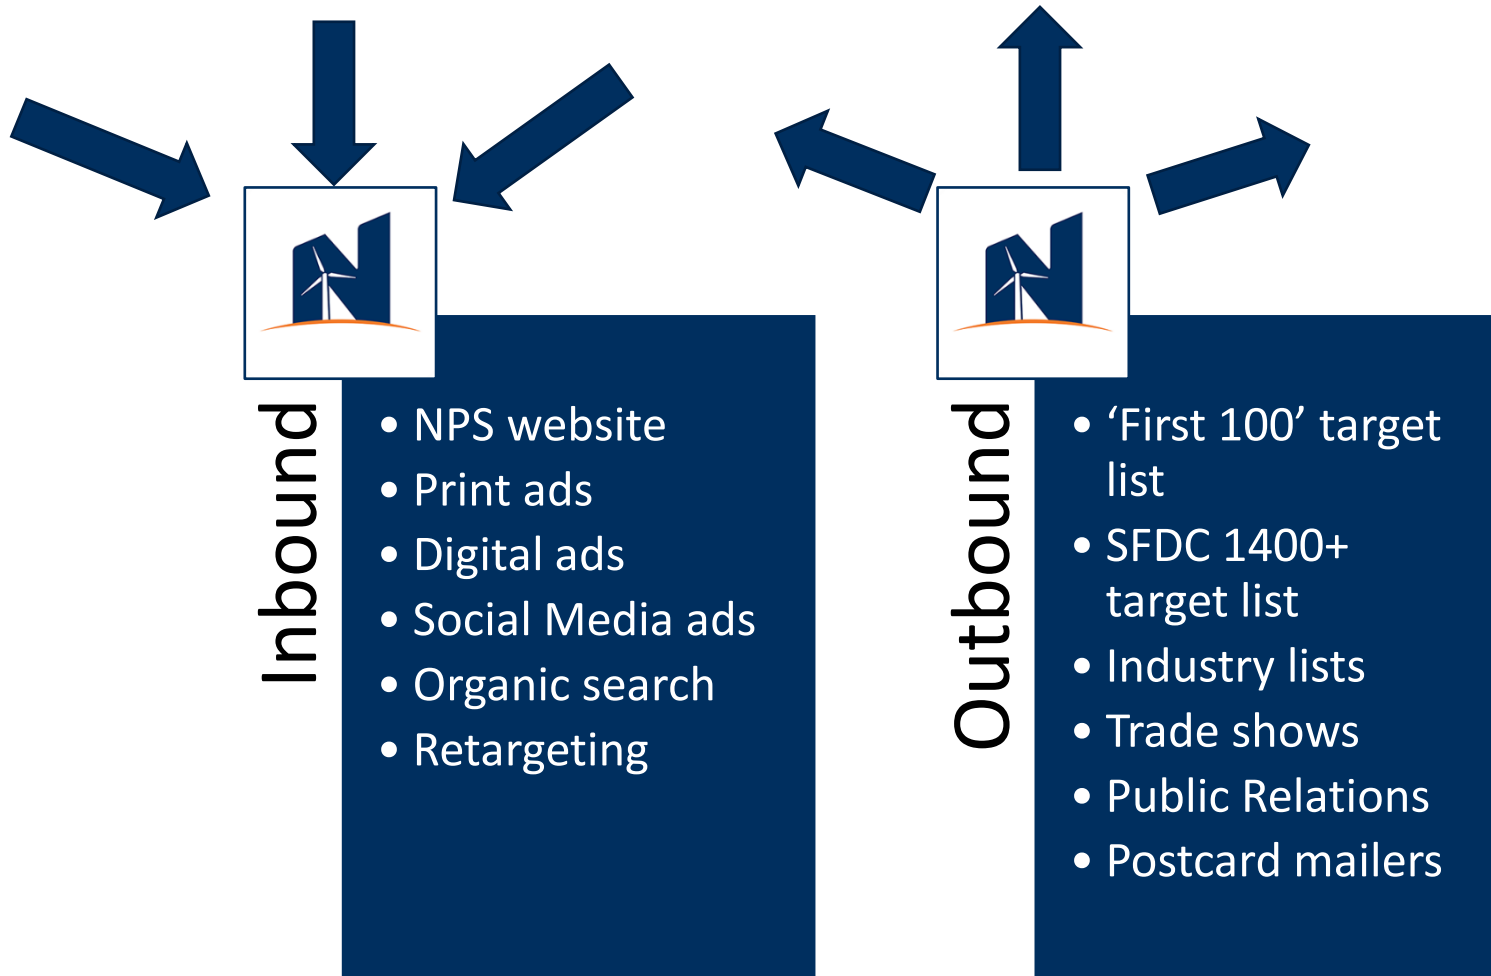 Inbound
• NPS website
• Print ads
• Digital ads
• Social Media ads
• Organic search
• Retargeting
Outbound
• ‘First 100’ target
list
• SFDC 1400+
target list
• Industry lists
• Trade shows
• Public Relations
• Postcard mailers